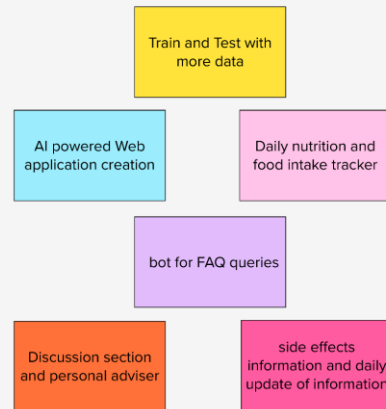 Train and Test with
more data
AI powered Web
application creation
Daily nutrition and
food intake tracker
bot for FAQ queries
Discussion section
and personal adviser
side effects
information and daily
update of information